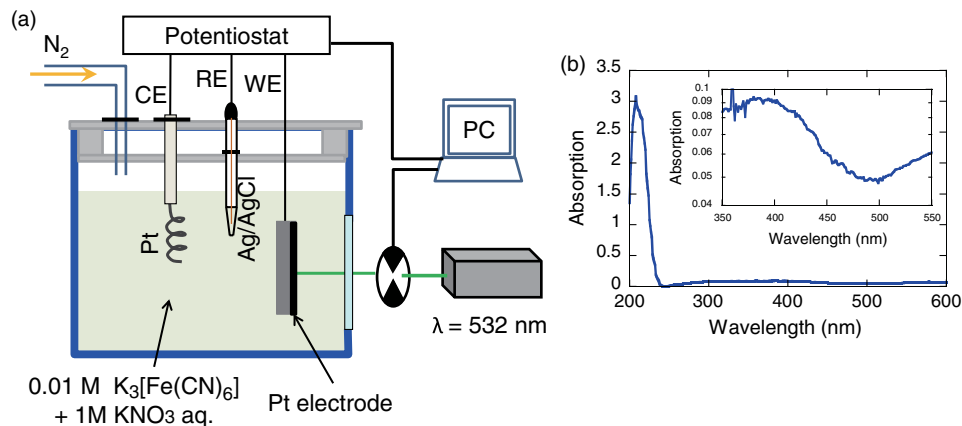 (a)
Potentiostat
N2
CE
RE
WE
PC
Pt
Ag/AgCl
λ = 532 nm
0.01 M K3[Fe(CN)6]
+ 1M KNO3 aq.
Pt electrode
(b)
3.5
3
2.5
2
1.5
1
0.5
0
Absorption
200 300 400 500 600
Wavelength (nm)
0.1
0.09
0.08
0.07
0.06
0.05
0.04
Absorption
350 400 450 500 550
Wavelength (nm)